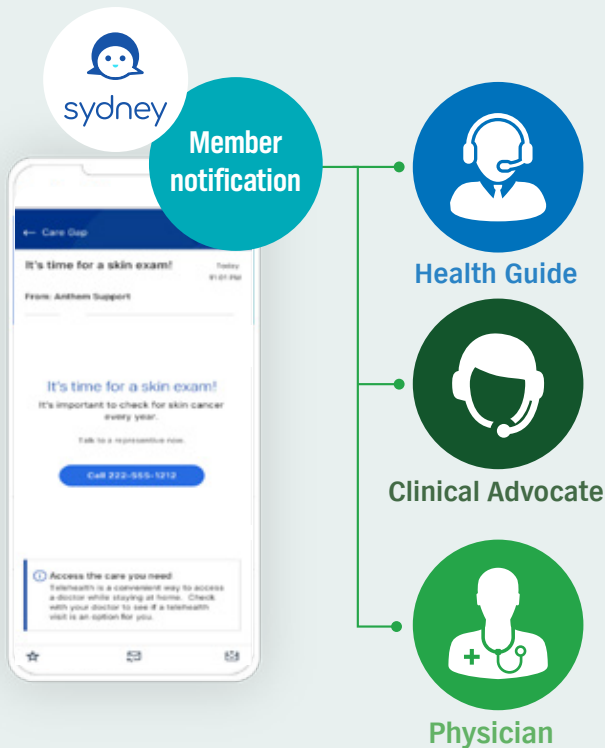 sydney
Member
notification
← Care Gap
It's time for a skin exam!
Today
From: Anthem Support
It's time for a skin exam!
It's important to check for skin cancer
every year.
Talk to a representive now.
Call 222-555-1212
Access the care you need
Telehealth is a convenient way to access
a doctor while staying at home. Check
with your doctor to see if a telehealth
visit is an option for you.
Health Guide
Clinical Advocate
Physician